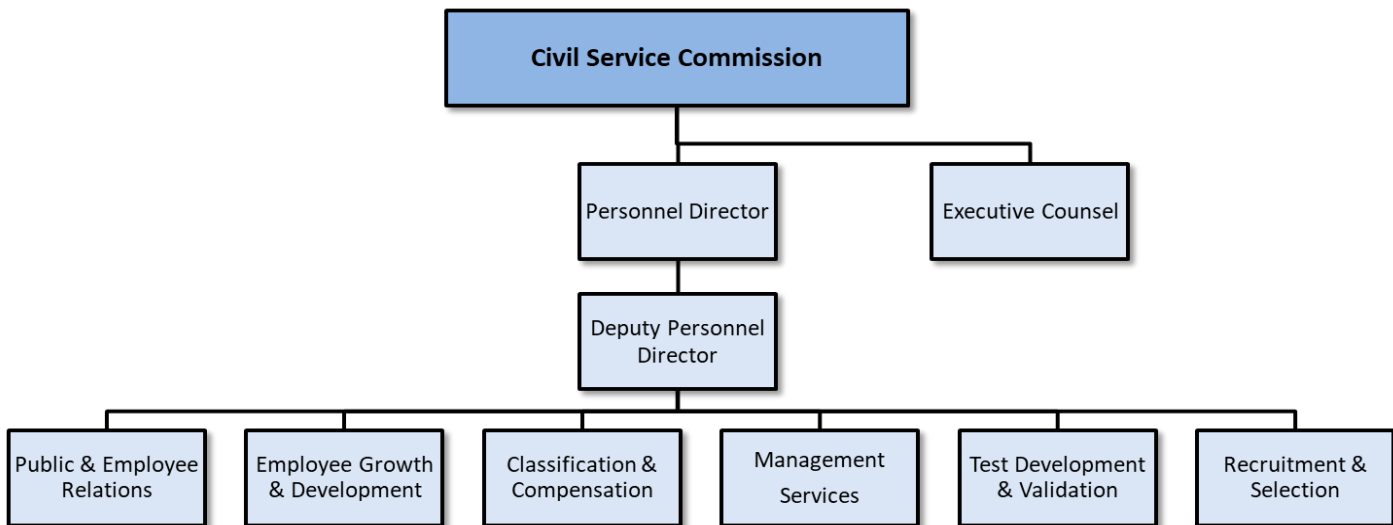 Civil Service Commission
Personnel Director
Executive Counsel
Deputy Personnel
Director
Public & Employee
Relations
Employee Growth
& Development
Classification &
Compensation
Management
Services
Test Development
& Validation
Recruitment &
Selection